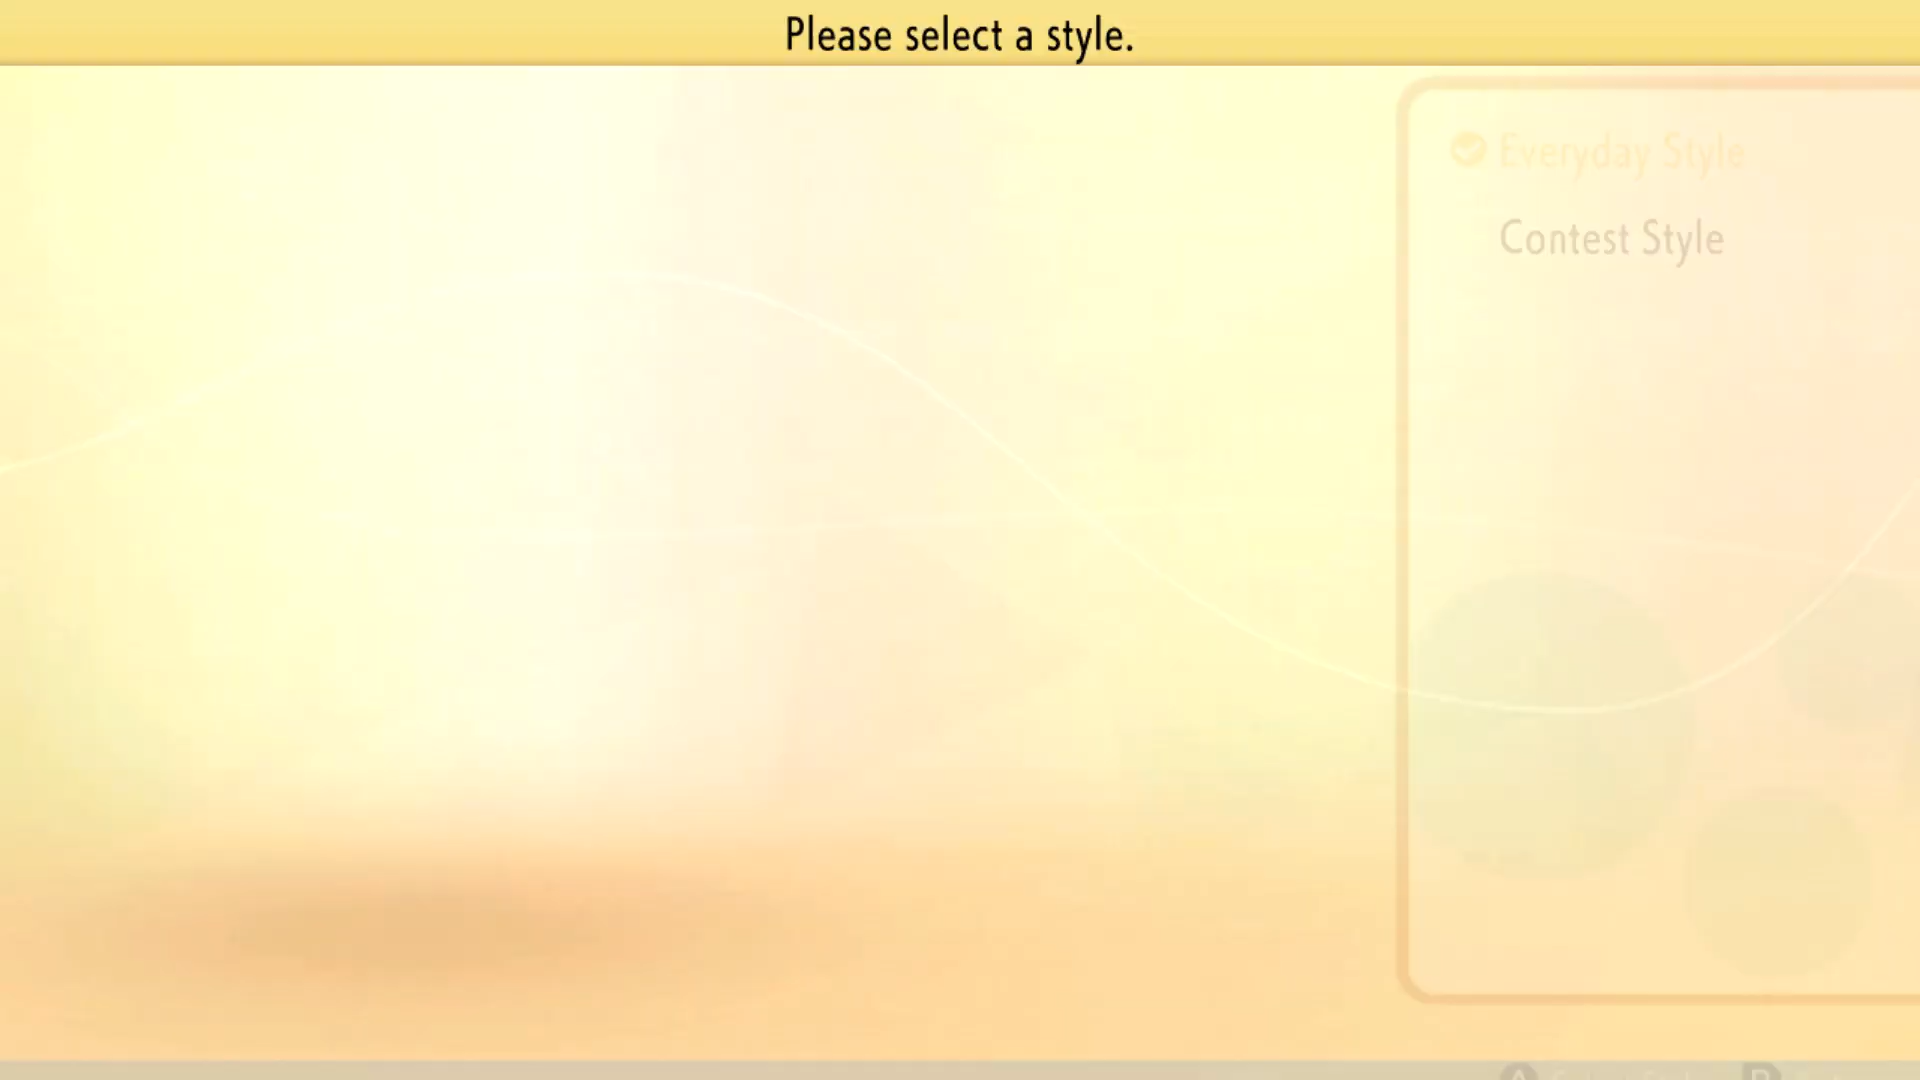 Please select a style.
Everyday Style
Contest Style
A
B